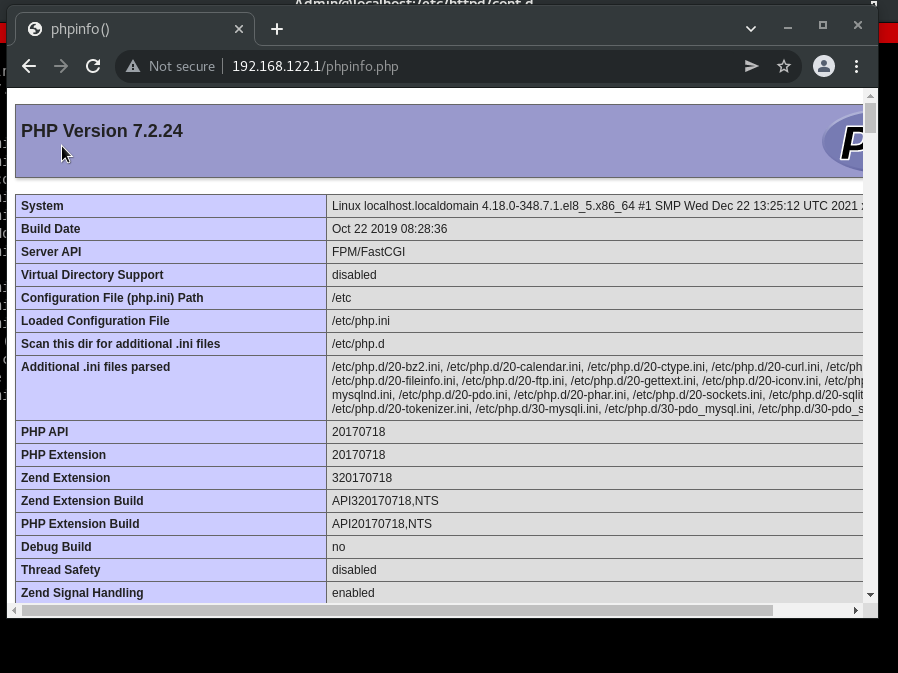 Admin@localhost:/etc/httpd/conf.d
phpinfo()
Not secure 192.168.122.1/phpinfo.php
PHP Version 7.2.24
System Linux localhost.localdomain 4.18.0-348.7.1.el8_5.x86_64 #1 SMP Wed Dec 22 13:25:12 UTC 2021
Build Date Oct 22 2019 08:28:36
Server API FPM/FastCGI
Virtual Directory Support disabled
Configuration File (php.ini) Path /etc
Loaded Configuration File /etc/php.ini
Scan this dir for additional .ini files /etc/php.d
Additional .ini files parsed /etc/php.d/20-bz2.ini, /etc/php.d/20-calendar.ini, /etc/php.d/20-ctype.ini, /etc/php.d/20-curl.ini, /etc/ph
/etc/php.d/20-fileinfo.ini, /etc/php.d/20-ftp.ini, /etc/php.d/20-gettext.ini, /etc/php.d/20-iconv.ini, /etc/php
mysqlnd.ini, /etc/php.d/20-pdo.ini, /etc/php.d/20-phar.ini, /etc/php.d/20-sockets.ini, /etc/php.d/20-sqlit
/etc/php.d/20-tokenizer.ini, /etc/php.d/30-mysqli.ini, /etc/php.d/30-pdo_mysql.ini, /etc/php.d/30-pdo_s
PHP API 20170718
PHP Extension 20170718
Zend Extension 320170718
Zend Extension Build API320170718,NTS
PHP Extension Build API20170718,NTS
Debug Build no
Thread Safety disabled
Zend Signal Handling enabled